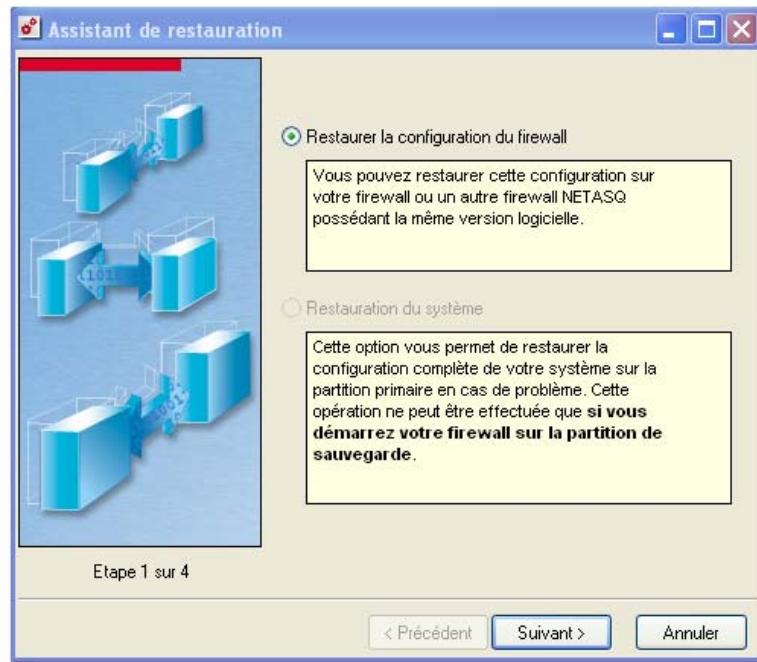 Assistant de restauration
Restaurer la configuration du firewall
Vous pouvez restaurer cette configuration sur
votre firewall ou un autre firewall NETASQ
possédant la même version logicielle.
Restauration du système
Cette option vous permet de restaurer la
configuration complète de votre système sur la
partition primaire en cas de problème. Cette
opération ne peut être effectuée que si vous
démarrez votre firewall sur la partition de
sauvegarde.
Etape 1 sur 4
< Précédent
Suivant >
Annuler